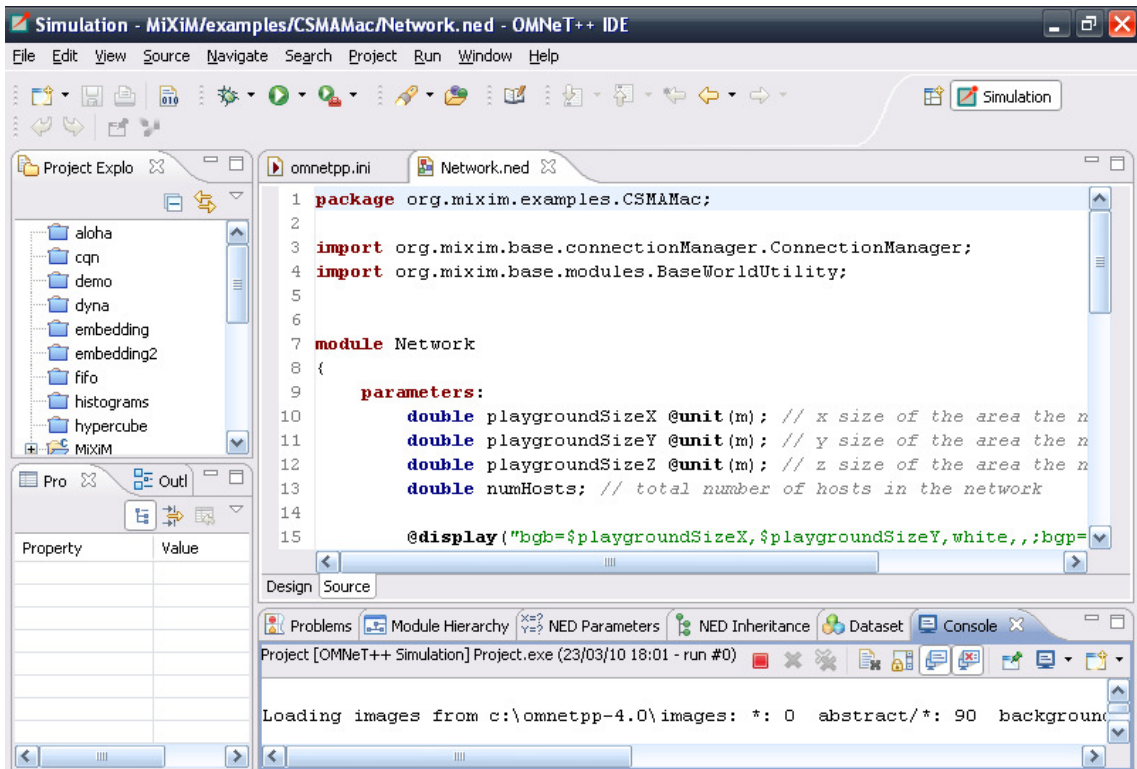 Simulation - MiXiM/examples/CSMAMac/Network.ned - OMNeT++ IDE
File Edit View Source Navigate Search Project Run Window Help
Simulation
Project Explo
aloha
cqn
demo
dyna
embedding
embedding2
fifo
histograms
hypercube
MiXiM
Pro Outl
Property Value
omnetpp.ini Network.ned
1 package org.mixim.examples.CSMAMac;
2
3 import org.mixim.base.connectionManager.ConnectionManager;
4 import org.mixim.base.modules.BaseWorldUtility;
5
6
7 module Network
8 {
9 parameters:
10 double playgroundSizeX @unit(m); // x size of the area the n
11 double playgroundSizeY @unit(m); // y size of the area the n
12 double playgroundSizeZ @unit(m); // z size of the area the n
13 double numHosts; // total number of hosts in the network
14
15 @display("bgb=$playgroundSizeX,$playgroundSizeY,white,,;bgp=
Design Source
Problems Module Hierarchy NED Parameters NED Inheritance Dataset Console
Project [OMNeT++ Simulation] Project.exe (23/03/10 18:01 - run #0)
Loading images from c:\omnetpp-4.0\images: *: 0 abstract/*: 90 background